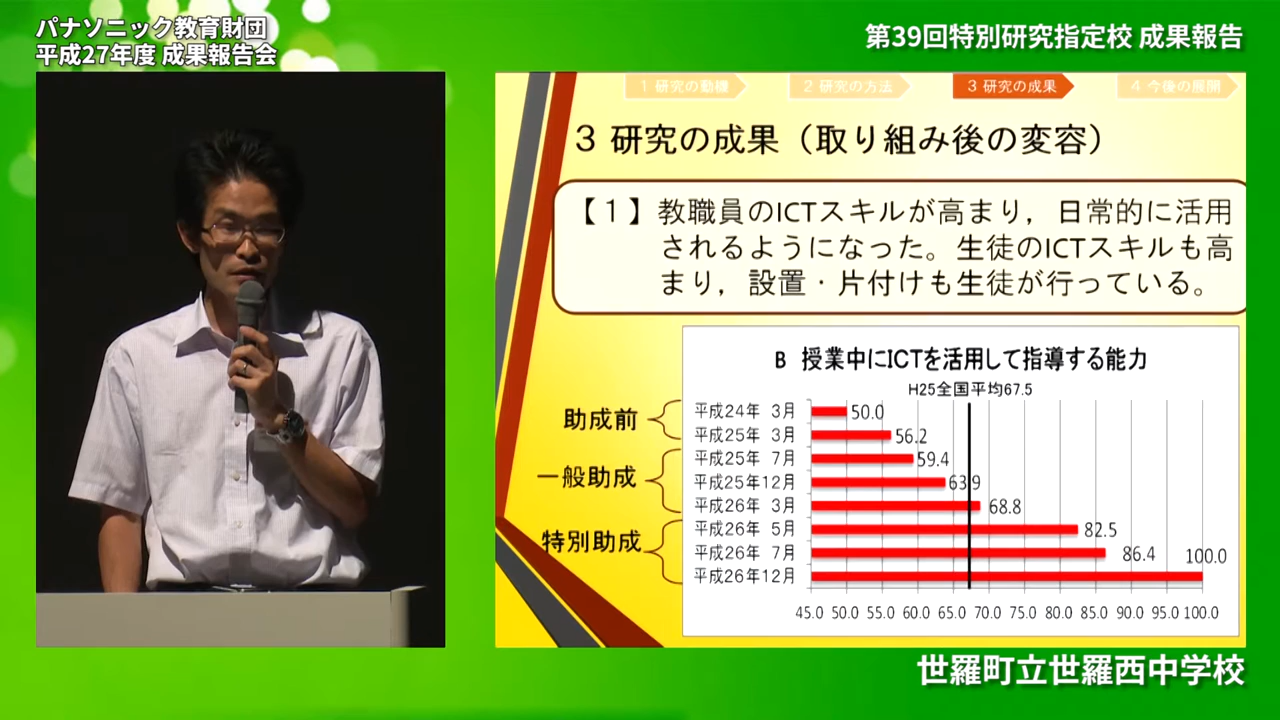 パナソニック教育財団
平成27年度 成果報告会
第39回特別研究指定校 成果報告
1 研究の動機
2 研究の方法
3 研究の成果
4 今後の展開
3 研究の成果（取り組み後の変容）
【1】教職員のICTスキルが高まり，日常的に活用
されるようになった。生徒のICTスキルも高
まり，設置・片付けも生徒が行っている。
B 授業中にICTを活用して指導する能力
H25全国平均67.5
助成前
一般助成
特別助成
平成24年 3月 50.0
平成25年 3月 56.2
平成25年 7月 59.4
平成25年12月 63.9
平成26年 3月 68.8
平成26年 5月 82.5
平成26年 7月 86.4
平成26年12月 100.0
45.0 50.0 55.0 60.0 65.0 70.0 75.0 80.0 85.0 90.0 95.0 100.0
世羅町立世羅西中学校